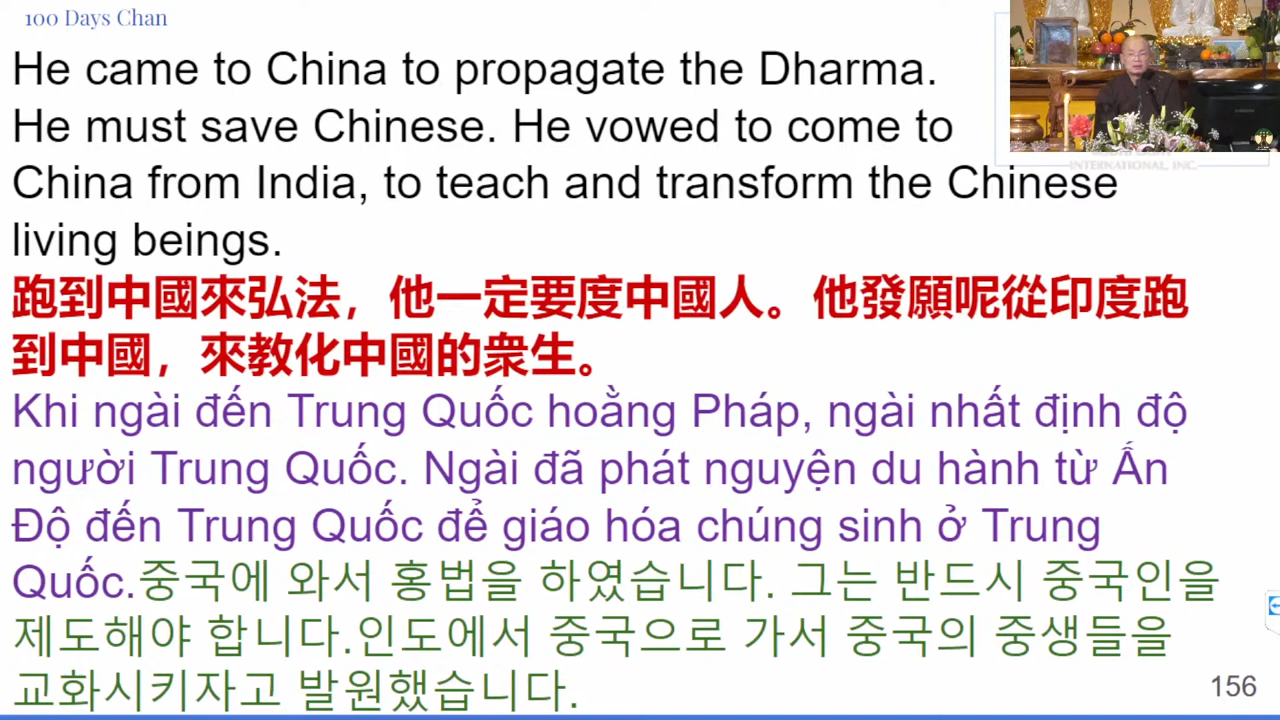 100 Days Chan
He came to China to propagate the Dharma.
He must save Chinese. He vowed to come to
China from India, to teach and transform the Chinese
living beings.
跑到中國來弘法，他一定要度中國人。他發願呢從印度跑
到中國，來教化中國的衆生。
Khi ngài đến Trung Quốc hoằng Pháp, ngài nhất định độ
người Trung Quốc. Ngài đã phát nguyện du hành từ Ấn
Độ đến Trung Quốc để giáo hóa chúng sinh ở Trung
Quốc.중국에 와서 홍법을 하였습니다. 그는 반드시 중국인을
제도해야 합니다.인도에서 중국으로 가서 중국의 중생들을
교화시키자고 발원했습니다.
INTERNATIONAL, INC.
156